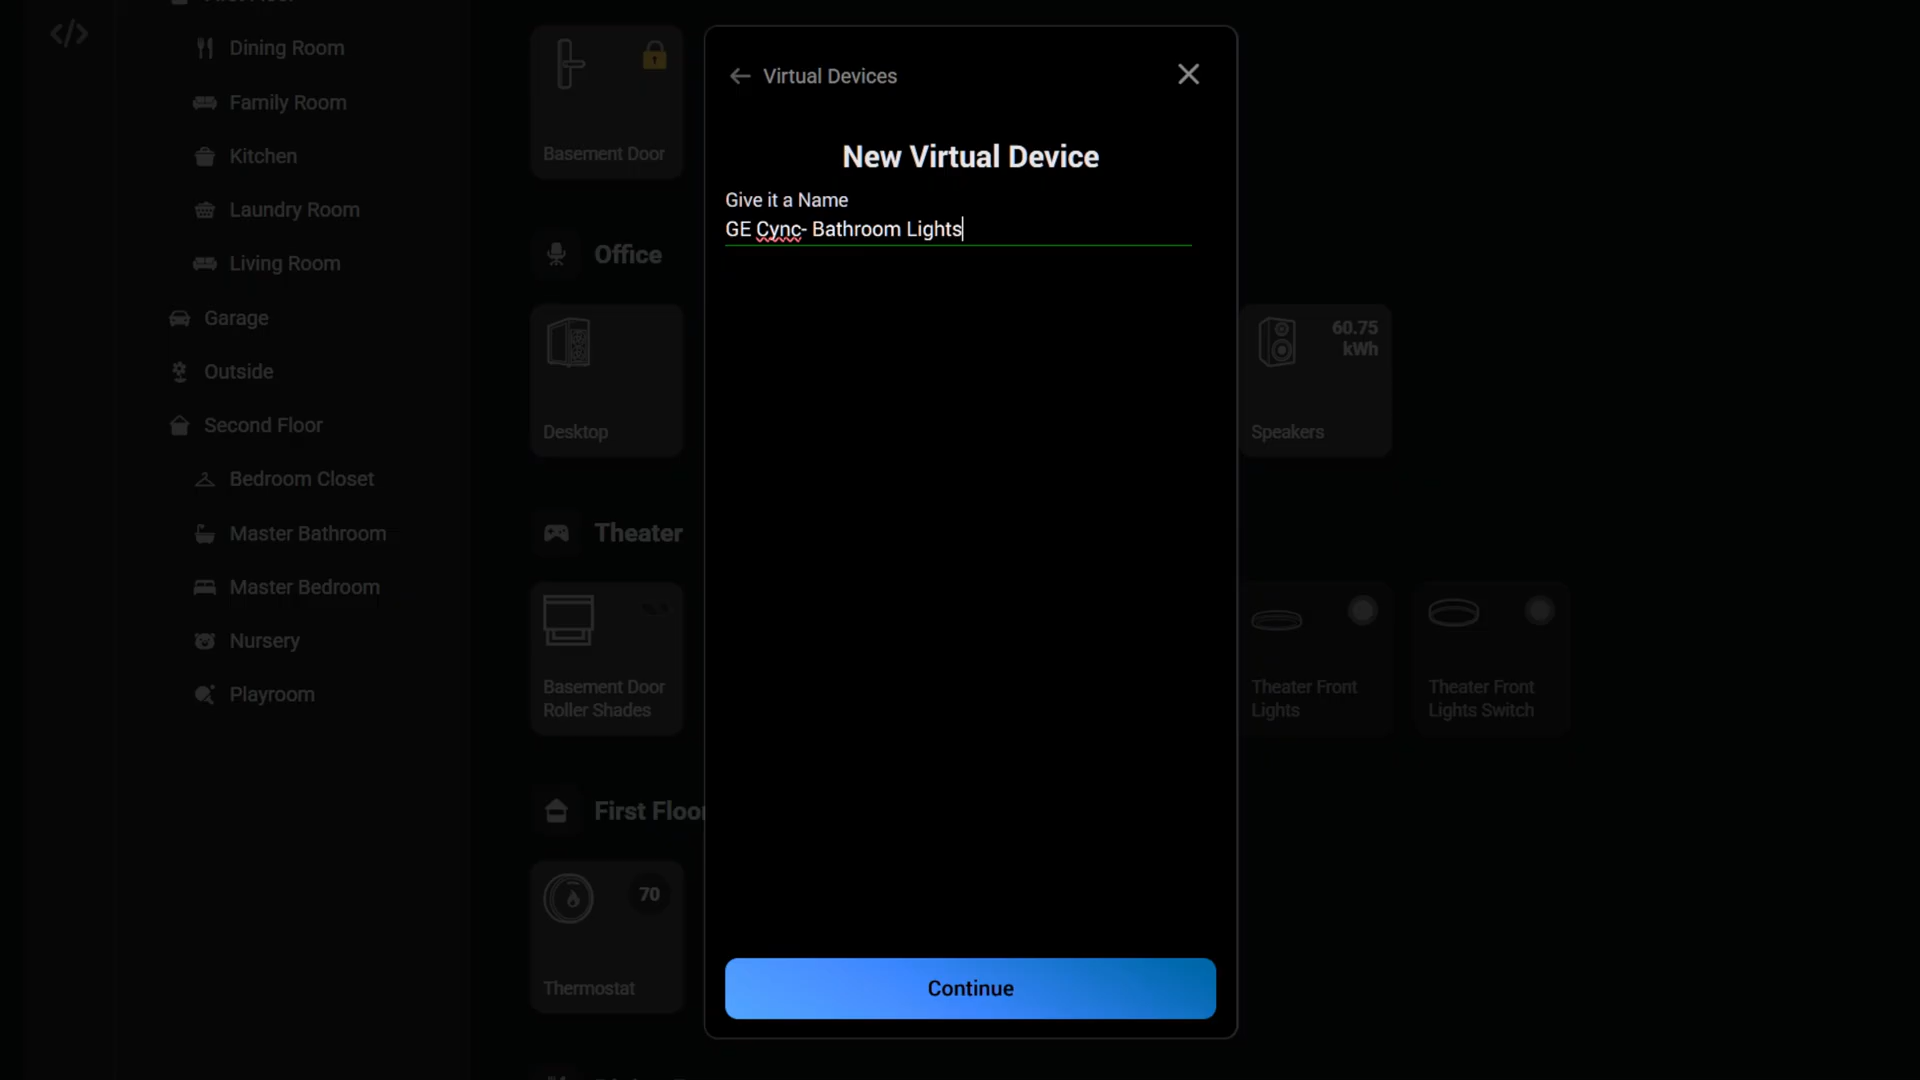 First Floor
Dining Room
Family Room
Kitchen
Laundry Room
Living Room
Garage
Outside
Second Floor
Bedroom Closet
Master Bathroom
Master Bedroom
Nursery
Playroom
Basement Door
Office
Desktop
60.75
kWh
Speakers
Theater
Basement Door
Roller Shades
Theater Front
Lights
Theater Front
Lights Switch
First Floor
70
Thermostat
Virtual Devices
New Virtual Device
Give it a Name
GE Cync- Bathroom Lights
Continue